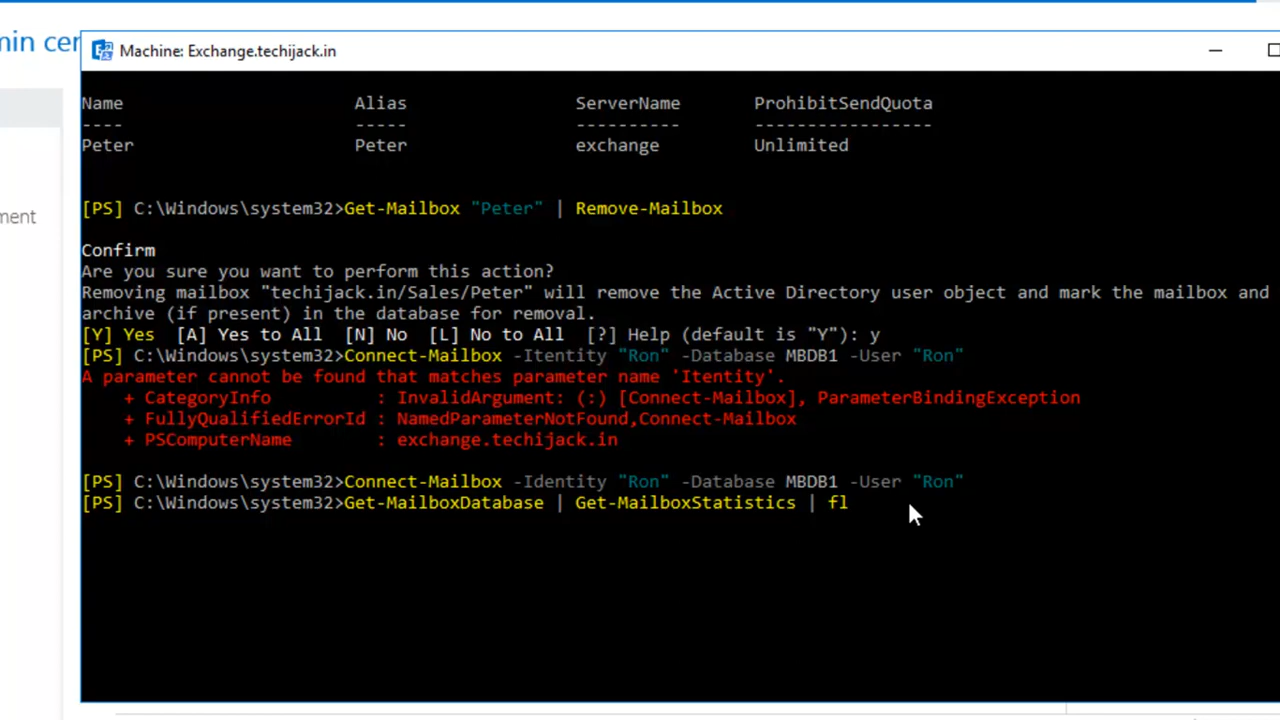 min cen
Machine: Exchange.techijack.in
ment
Name Alias ServerName ProhibitSendQuota
---- ----- ---------- -----------------
Peter Peter exchange Unlimited
[PS] C:\Windows\system32>Get-Mailbox "Peter" | Remove-Mailbox
Confirm
Are you sure you want to perform this action?
Removing mailbox "techijack.in/Sales/Peter" will remove the Active Directory user object and mark the mailbox and
archive (if present) in the database for removal.
[Y] Yes [A] Yes to All [N] No [L] No to All [?] Help (default is "Y"): y
[PS] C:\Windows\system32>Connect-Mailbox -Itentity "Ron" -Database MBDB1 -User "Ron"
A parameter cannot be found that matches parameter name 'Itentity'.
+ CategoryInfo : InvalidArgument: (:) [Connect-Mailbox], ParameterBindingException
+ FullyQualifiedErrorId : NamedParameterNotFound,Connect-Mailbox
+ PSComputerName : exchange.techijack.in
[PS] C:\Windows\system32>Connect-Mailbox -Identity "Ron" -Database MBDB1 -User "Ron"
[PS] C:\Windows\system32>Get-MailboxDatabase | Get-MailboxStatistics | fl